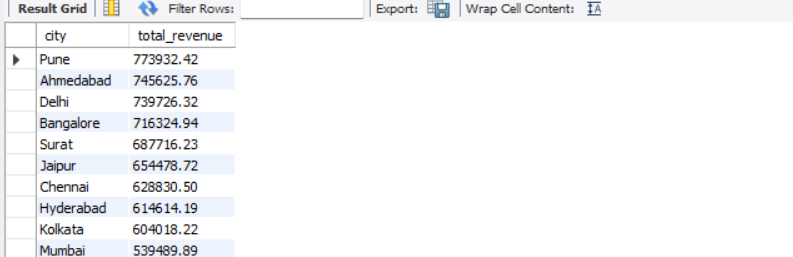 Result Grid Filter Rows: Export: Wrap Cell Content: IA
city total_revenue
Pune 773932.42
Ahmedabad 745625.76
Delhi 739726.32
Bangalore 716324.94
Surat 687716.23
Jaipur 654478.72
Chennai 628830.50
Hyderabad 614614.19
Kolkata 604018.22
Mumbai 539489.89